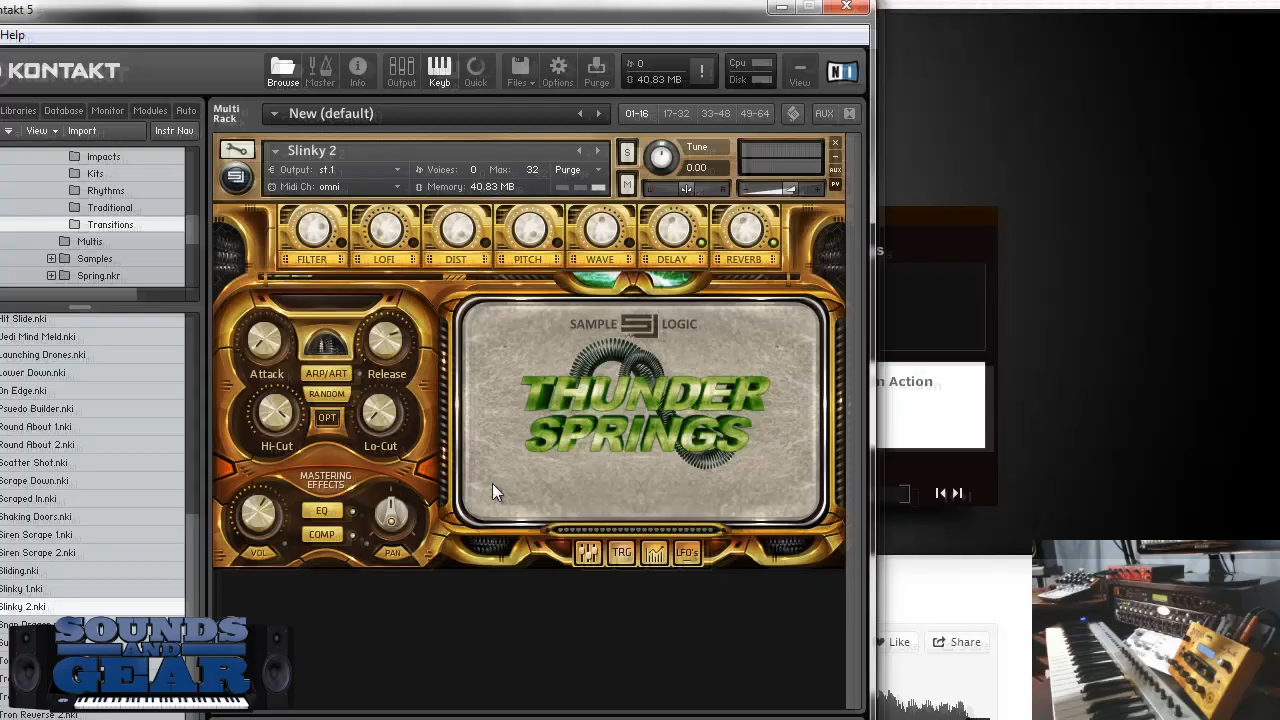 ntakt 5
Help
KONTAKT
Browse
Master
Info
Output
Keyb
Quick
Files
Options
Purge
0
40.83 MB
!
Cpu
Disk
View
NI
Libraries
Database
Monitor
Modules
Auto
View
Import
Instr Nav
Multi
Rack
New (default)
01-16
17-32
33-48
49-64
AUX
Impacts
Kits
Rhythms
Traditional
Transitions
Multis
Samples
Spring.nkr
Slinky 2
Output: st.1
Voices: 0
Max: 32
Purge
Midi Ch: omni
Memory: 40.83 MB
S
M
Tune
0.00
L
R
AUX
PV
FILTER
LOFI
DIST
PITCH
WAVE
DELAY
REVERB
Hit Slide.nki
Jedi Mind Meld.nki
Launching Drones.nki
Lower Down.nki
On Edge.nki
Psuedo Builder.nki
Round About 1.nki
Round About 2.nki
Scatter Shot.nki
Scrape Down.nki
Scraped In.nki
Shaking Doors.nki
Siren Scrape 1.nki
Siren Scrape 2.nki
Sliding.nki
Slinky 1.nki
Slinky 2.nki
Attack
ARP/ART
Release
RANDOM
OPT
Hi-Cut
Lo-Cut
MASTERING
EFFECTS
EQ
COMP
VOL
PAN
SAMPLE SJ LOGIC
THUNDER
SPRINGS
TRG
LFO's
s
n Action
Like
Share
SOUNDS
AND
GEAR